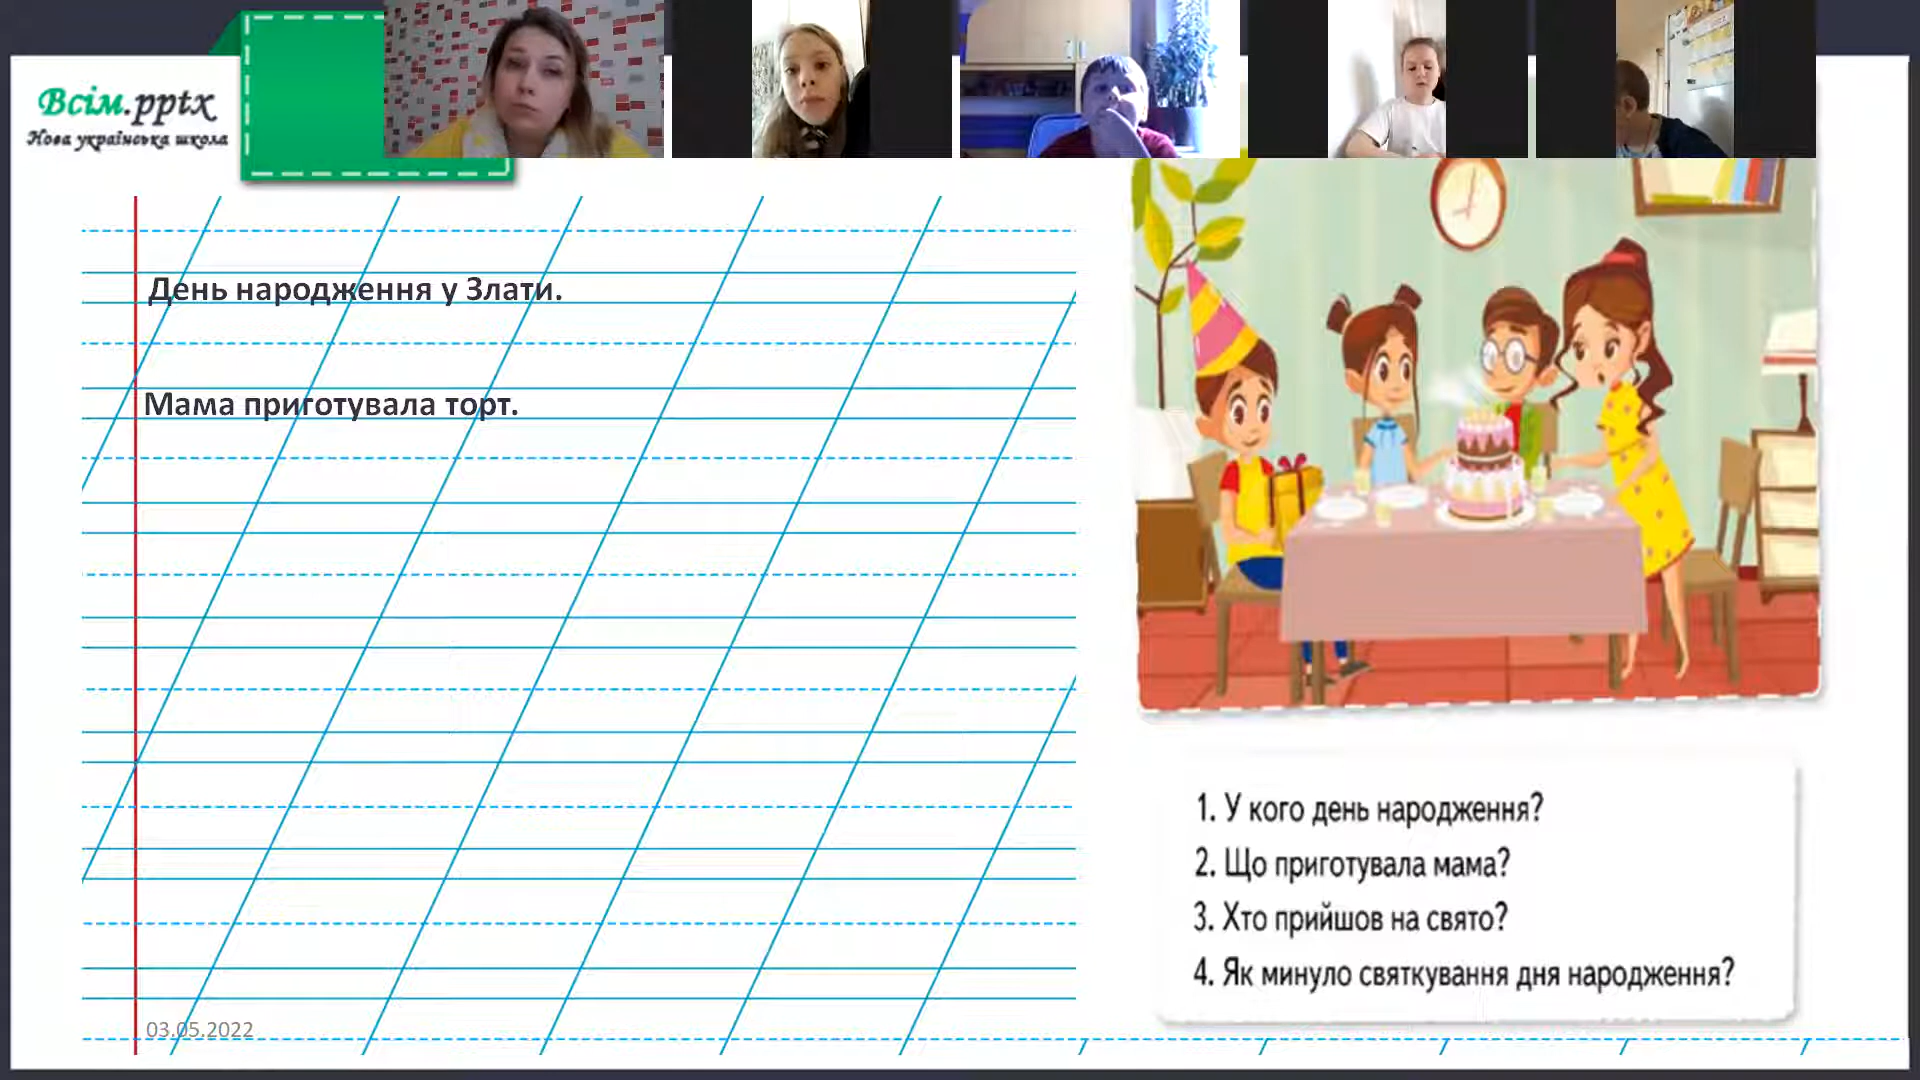 Всім.pptx
Нова українська школа
День народження у Злати.
Мама приготувала торт.
1. У кого день народження?
2. Що приготувала мама?
3. Хто прийшов на свято?
4. Як минуло святкування дня народження?
03.05.2022